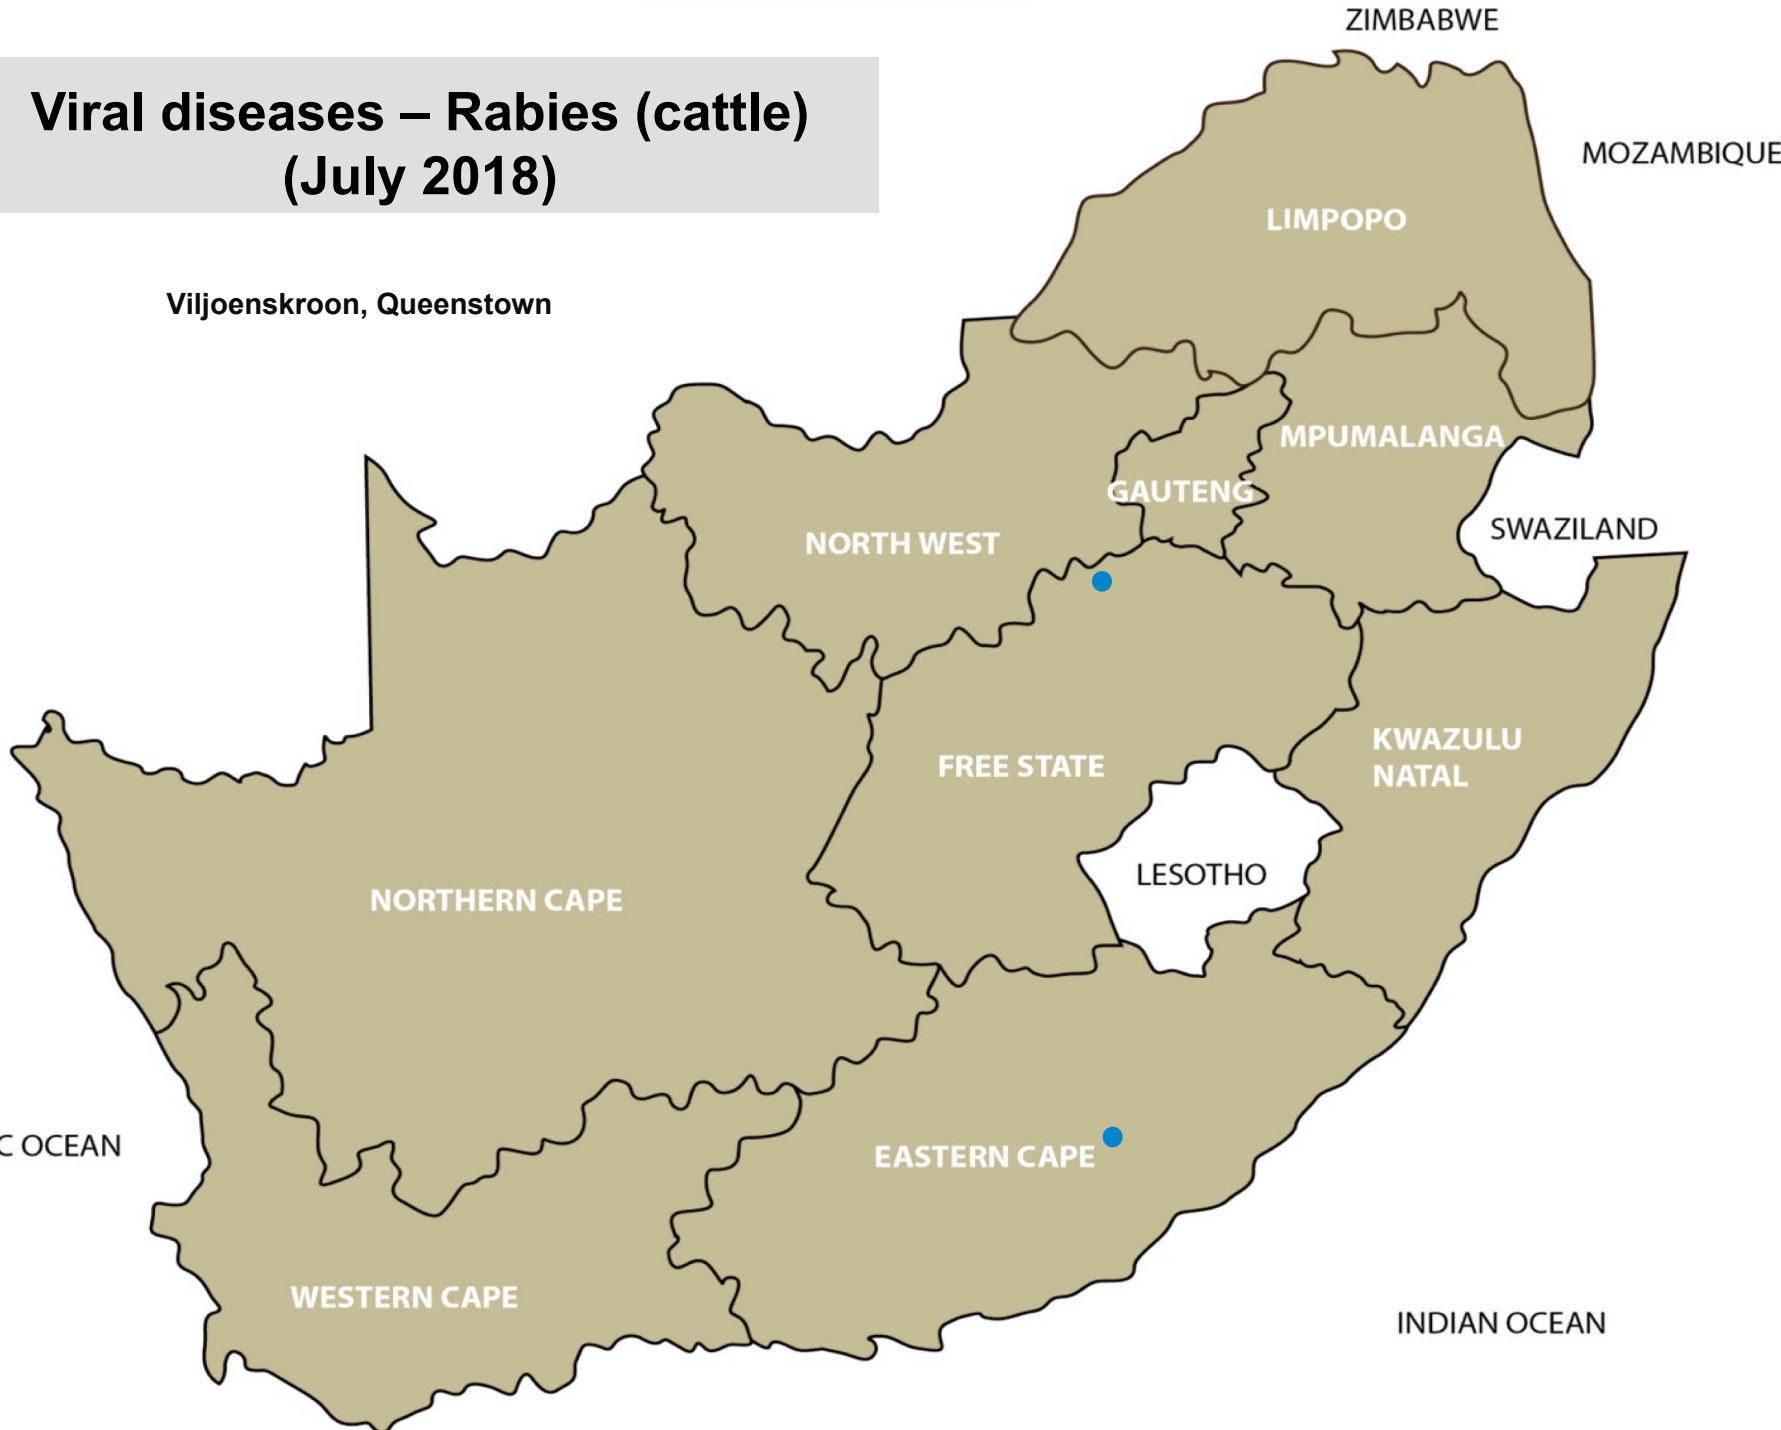 ZIMBABWE
Viral diseases – Rabies (cattle)
(July 2018)
MOZAMBIQUE
LIMPOPO
Viljoenskroon, Queenstown
MPUMALANGA
GAUTENG
SWAZILAND
NORTH WEST
KWAZULU
NATAL
FREE STATE
LESOTHO
NORTHERN CAPE
C OCEAN
EASTERN CAPE
WESTERN CAPE
INDIAN OCEAN